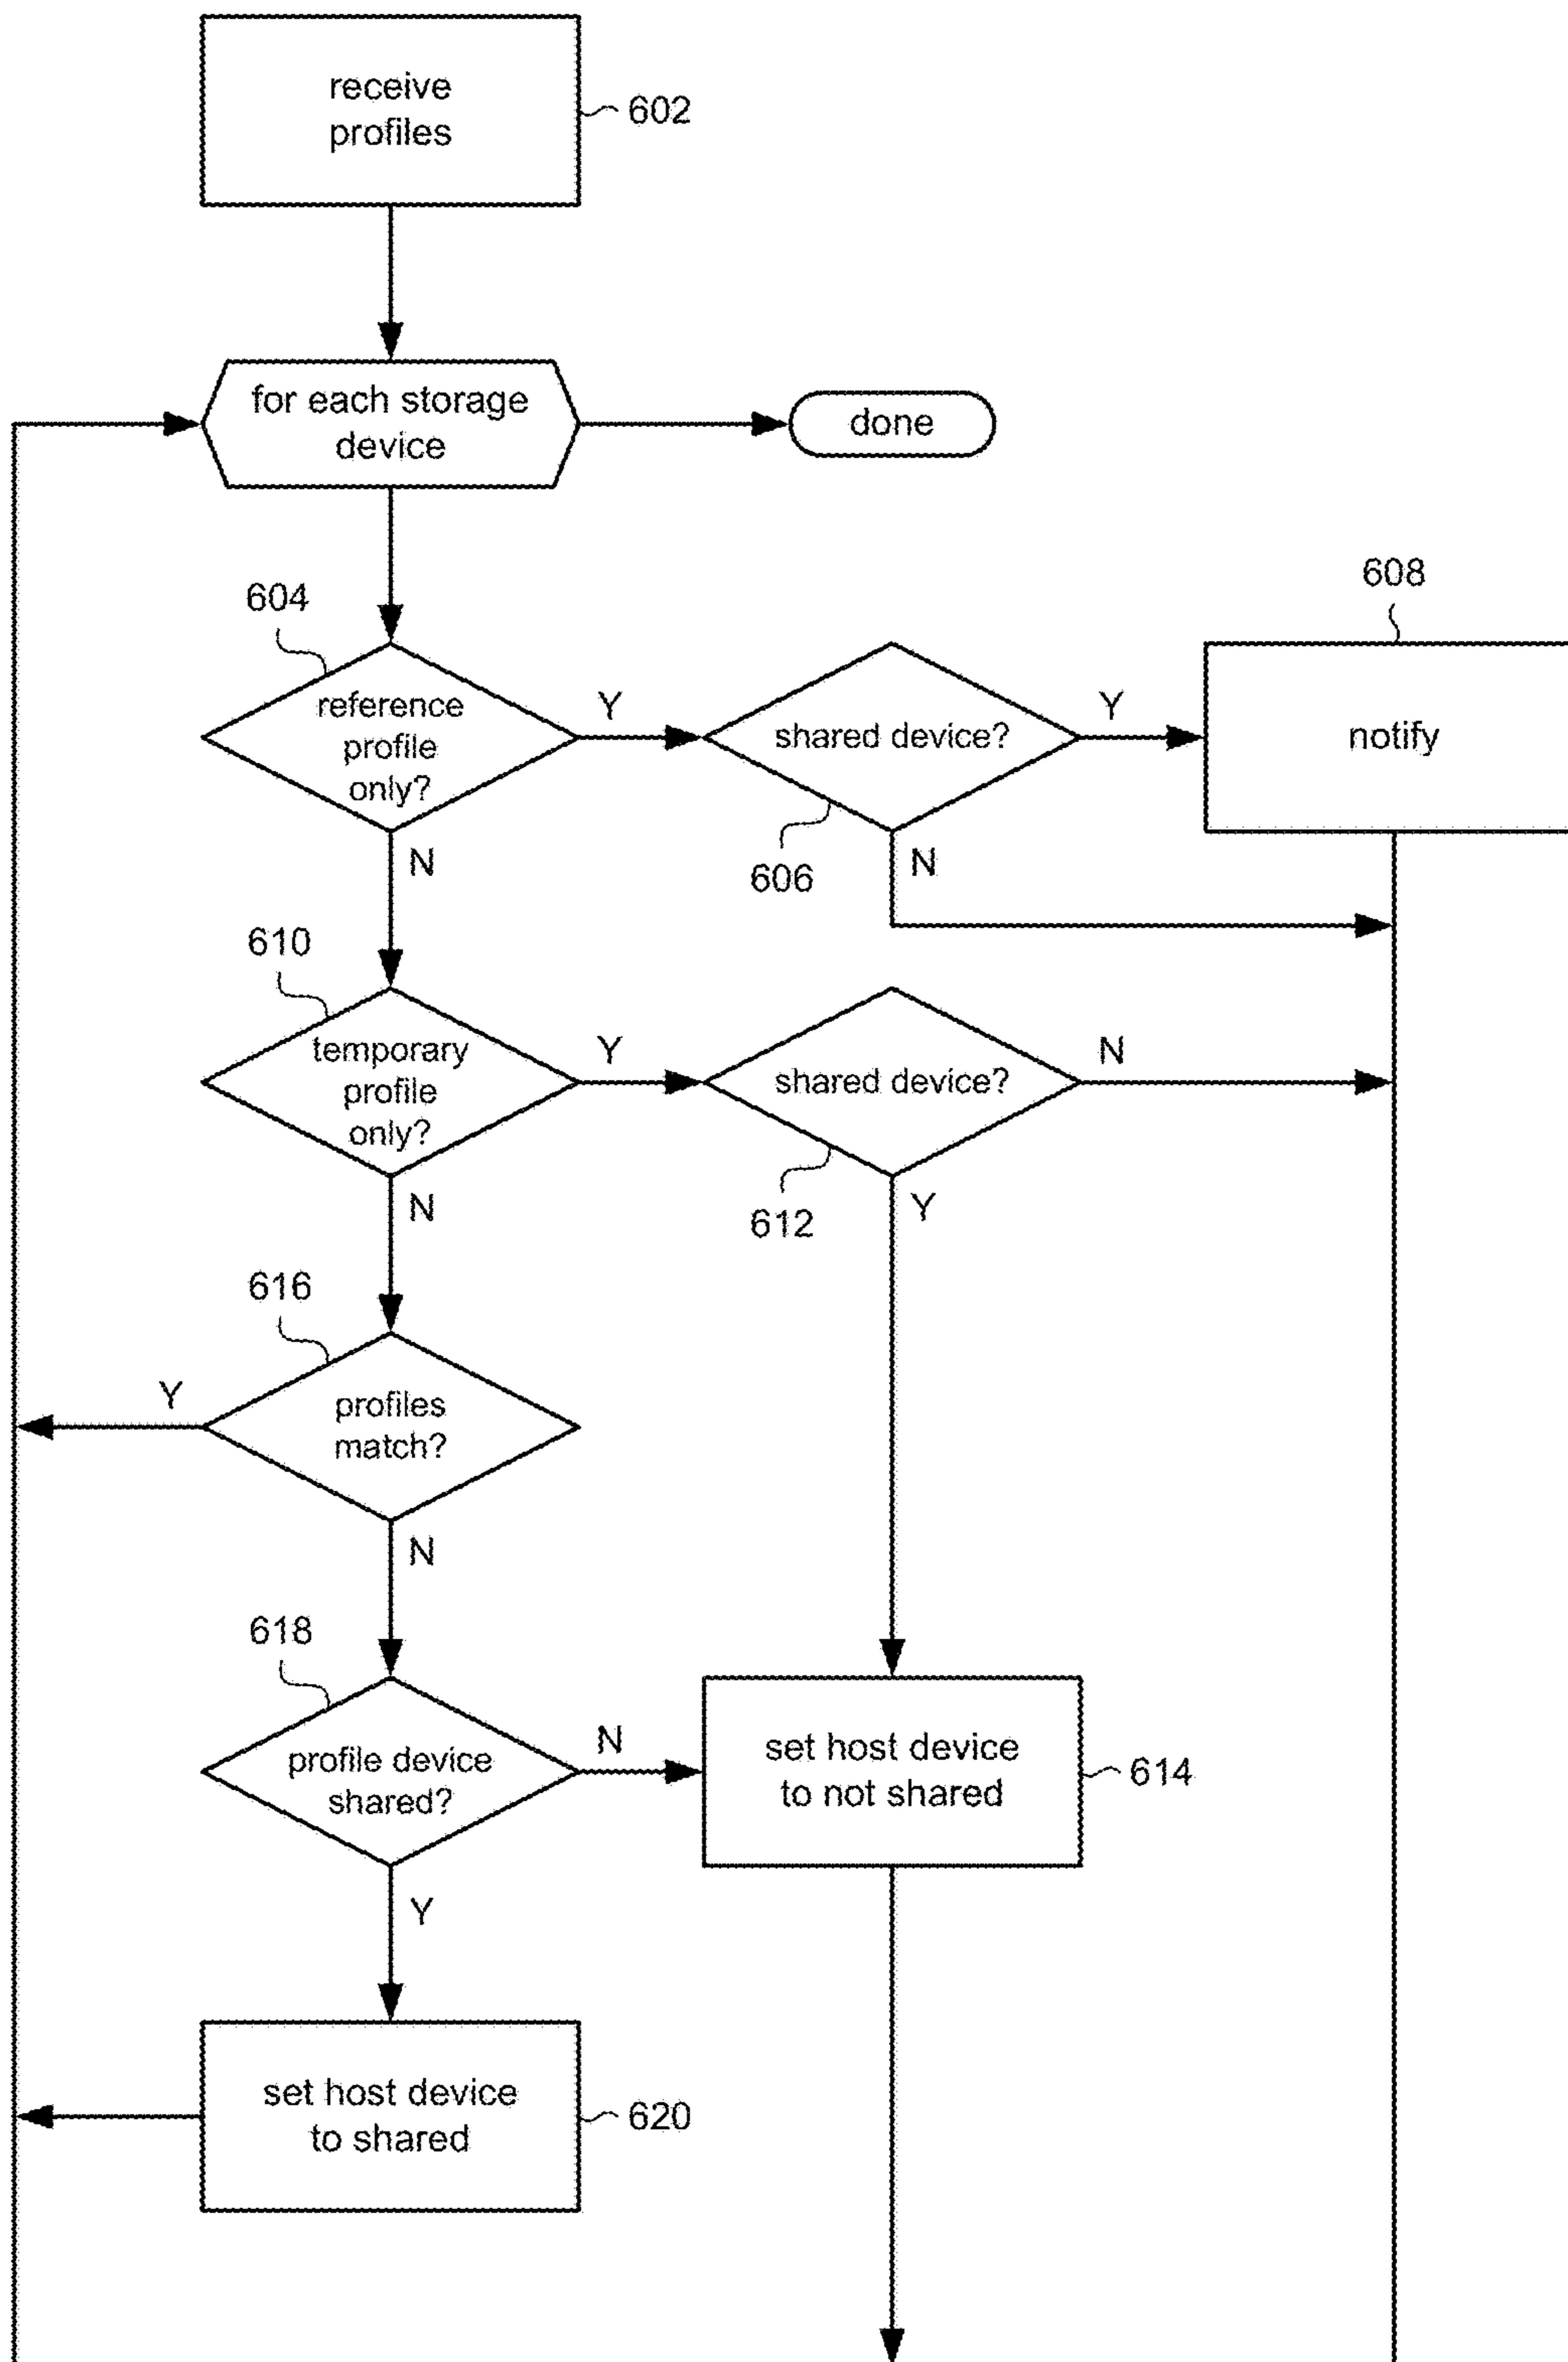 receive
profiles
602
for each storage
device
done
604
reference
profile
only?
Y
shared device?
Y
608
notify
N
606
N
610
temporary
profile
only?
Y
shared device?
N
N
612
Y
616
Y
profiles
match?
N
618
profile device
shared?
N
set host device
to not shared
614
Y
set host device
to shared
620